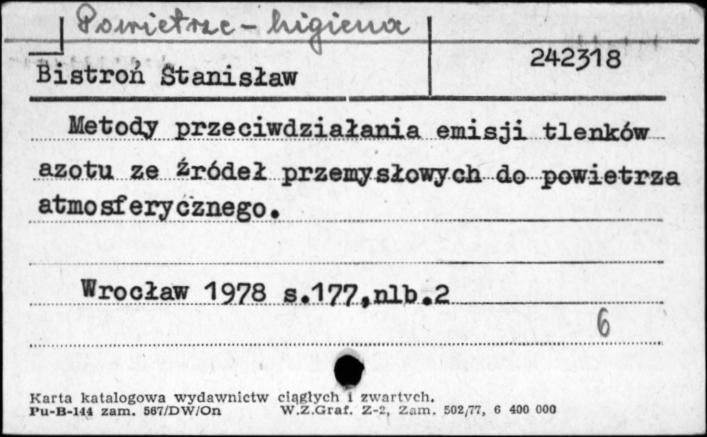 Powietrze - higiena
242318
Bistroń Stanisław
Metody przeciwdziałania emisji tlenków
azotu ze źródeł przemysłowych do powietrza
atmosferycznego.
Wrocław 1978 s.177,nlb.2
6
Karta katalogowa wydawnictw ciągłych i zwartych.
Pu-B-144 zam. 567/DW/On W.Z.Graf. Z-2, Zam. 502/77, 6 400 000